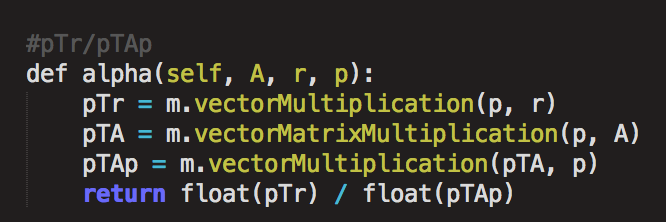 #pTr/pTAp
def alpha(self, A, r, p):
    pTr = m.vectorMultiplication(p, r)
    pTA = m.vectorMatrixMultiplication(p, A)
    pTAp = m.vectorMultiplication(pTA, p)
    return float(pTr) / float(pTAp)